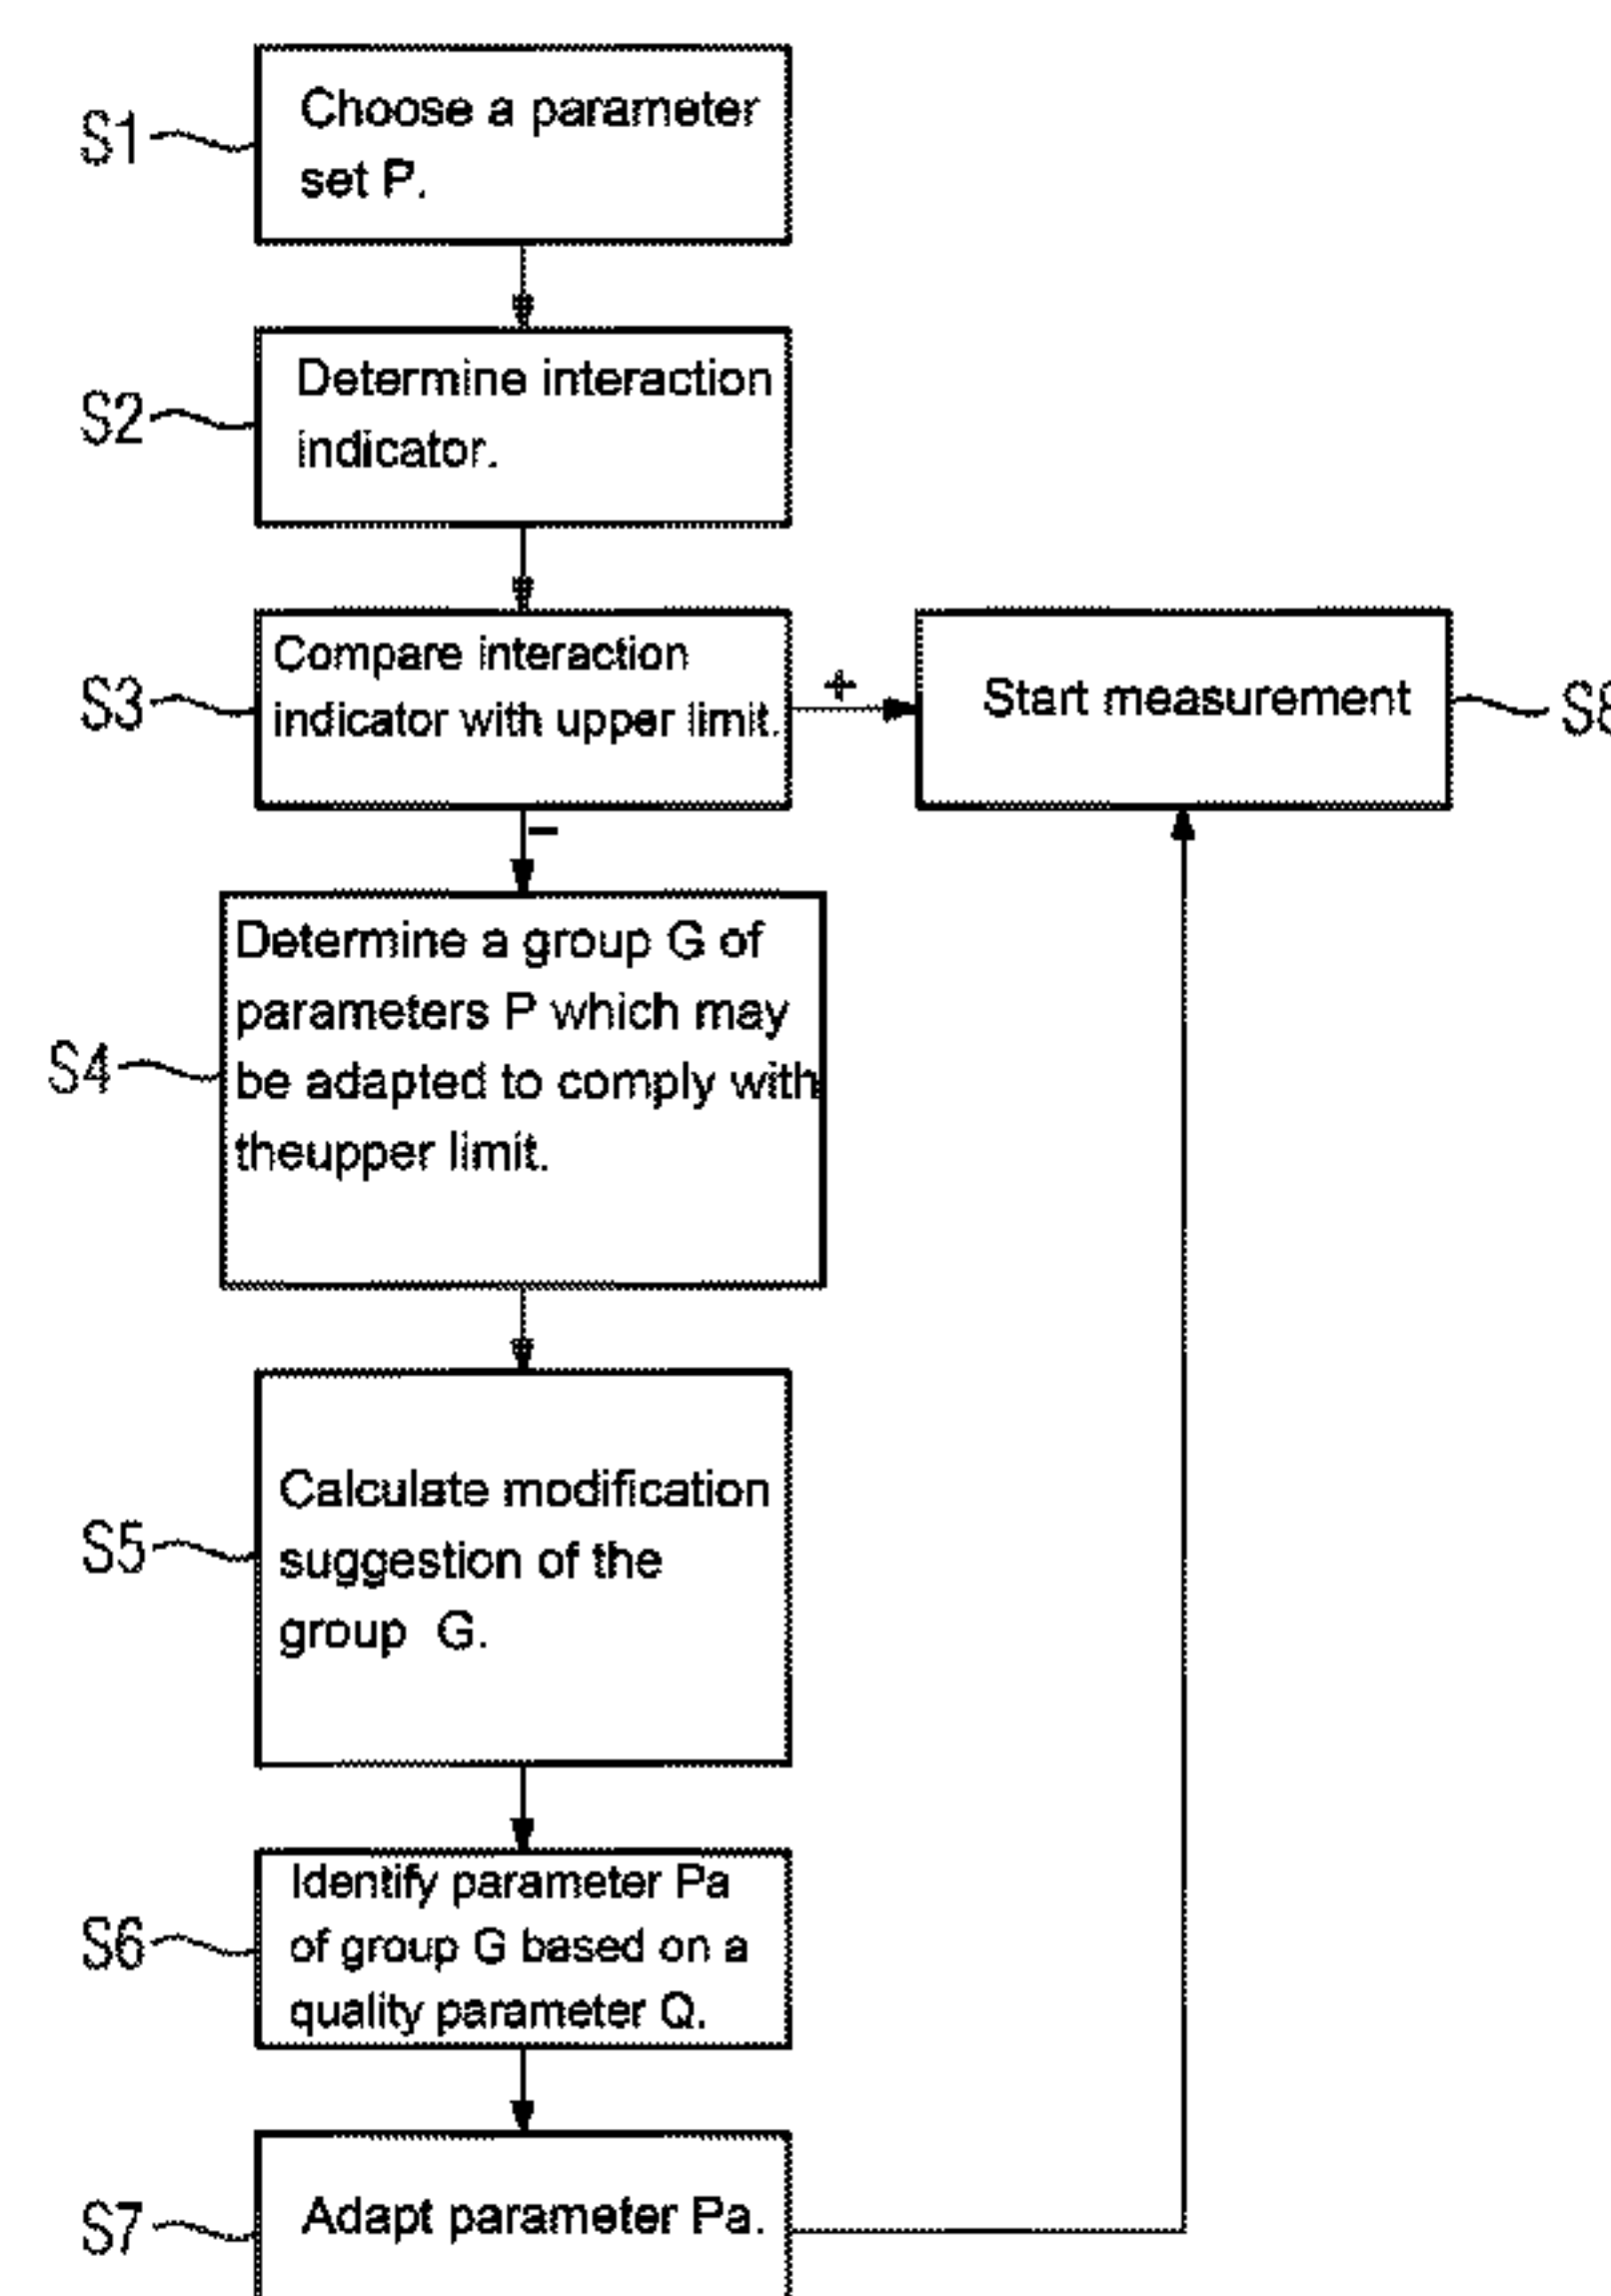 S1
Choose a parameter
set P.
S2
Determine interaction
indicator.
S3
Compare interaction
indicator with upper limit.
+
Start measurement
S8
-
S4
Determine a group G of
parameters P which may
be adapted to comply with
theupper limit.
S5
Calculate modification
suggestion of the
group G.
S6
Identify parameter Pa
of group G based on a
quality parameter Q.
S7
Adapt parameter Pa.